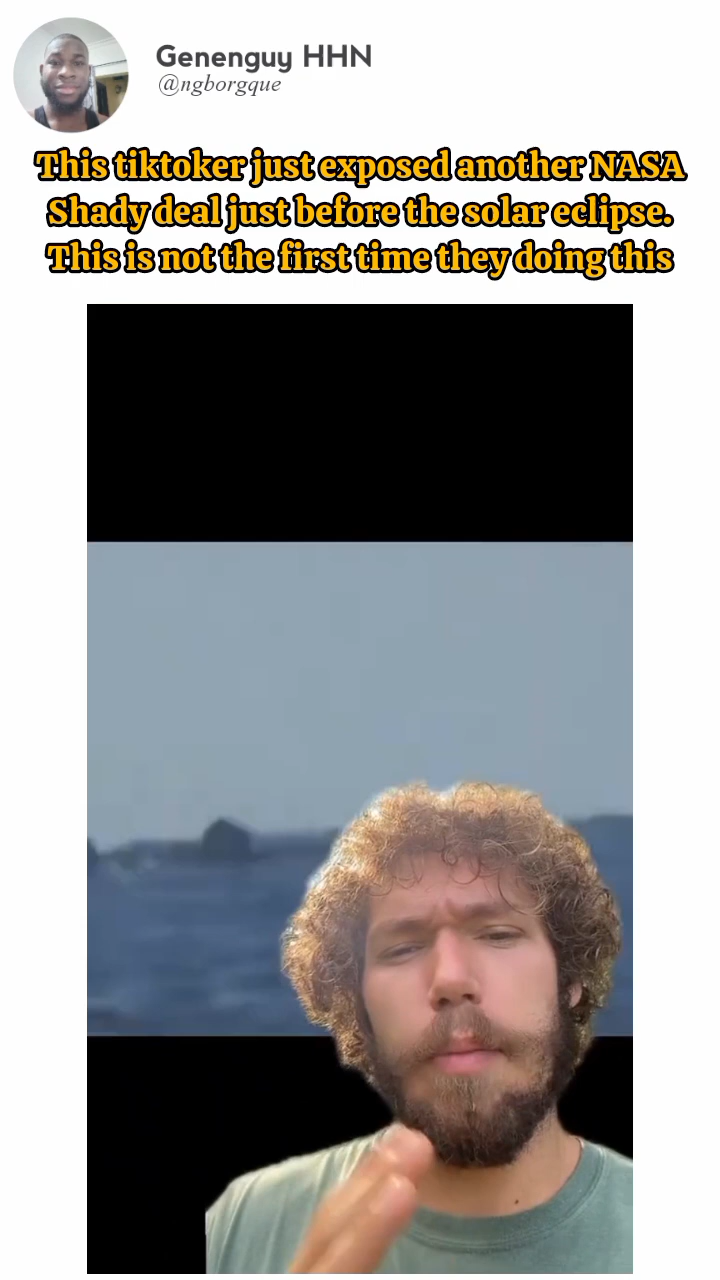 Genenguy HHN
@ngborgque
This tiktoker just exposed another NASA
Shady deal just before the solar eclipse.
This is not the first time they doing this